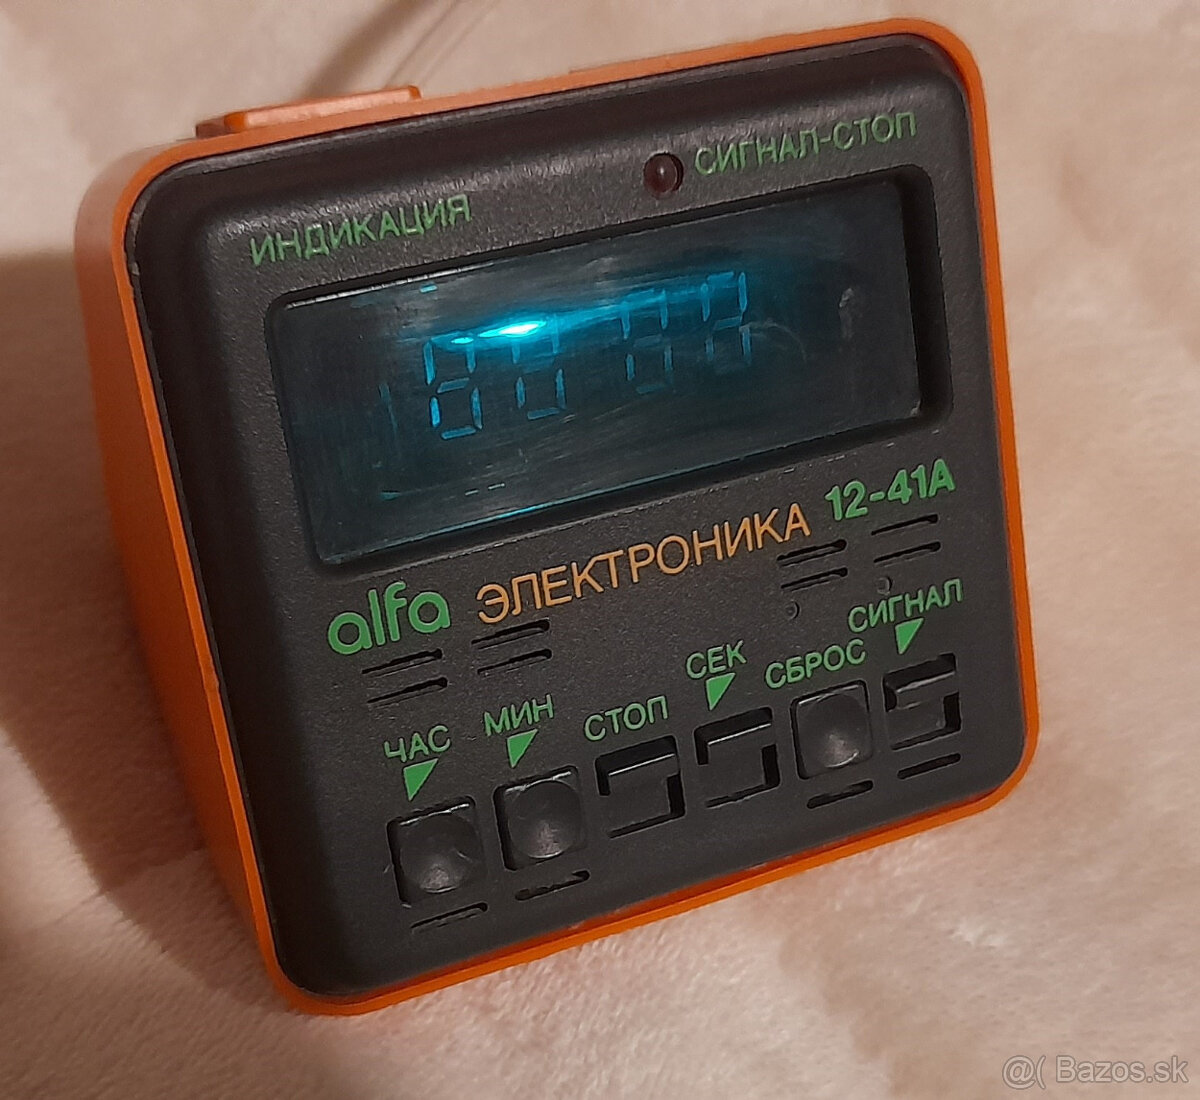 СИГНАЛ-СТОП
ИНДИКАЦИЯ
alfa ЭЛЕКТРОНИКА 12-41А
ЧАС МИН СТОП СЕК СБРОС СИГНАЛ
@( Bazos.sk